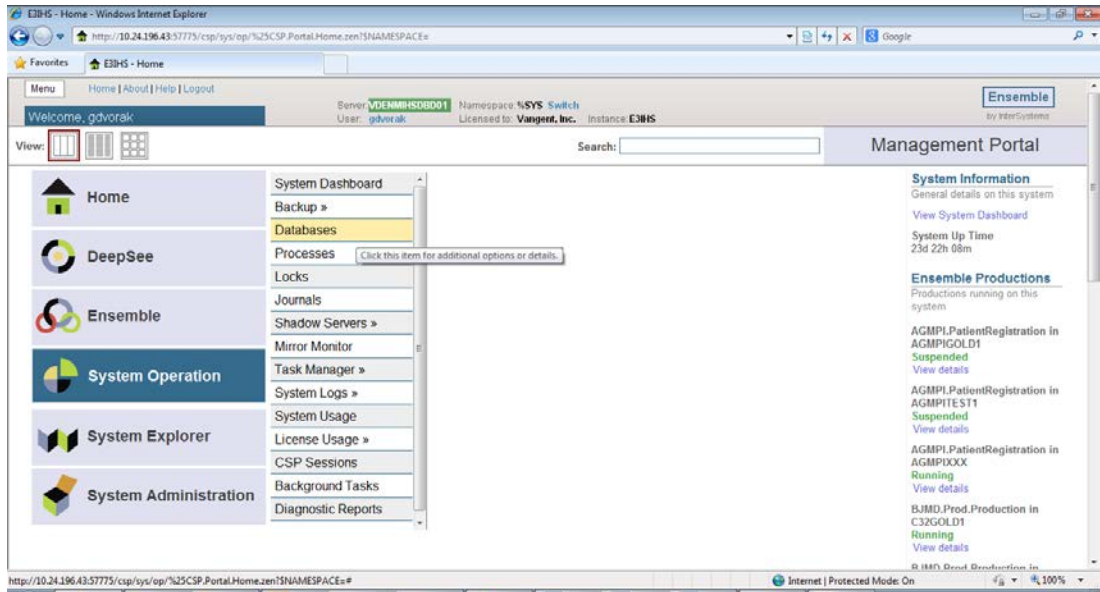 E3IHS - Home - Windows Internet Explorer
http://10.24.196.43:57775/csp/sys/op/%25CSP.Portal.Home.zen?$NAMESPACE=
Google
Favorites
E3IHS - Home
Menu
Home | About | Help | Logout
Server: VDENMIHSDBD01 Namespace: %SYS Switch
Welcome, gdvorak
User: gdvorak Licensed to: Vangent, Inc. Instance: E3IHS
Ensemble
by InterSystems
View:
Search:
Management Portal
Home
DeepSee
Ensemble
System Operation
System Explorer
System Administration
System Dashboard
Backup »
Databases
Processes
Click this item for additional options or details.
Locks
Journals
Shadow Servers »
Mirror Monitor
Task Manager »
System Logs »
System Usage
License Usage »
CSP Sessions
Background Tasks
Diagnostic Reports
System Information
General details on this system
View System Dashboard
System Up Time
23d 22h 08m
Ensemble Productions
Productions running on this
system
AGMPI.PatientRegistration in
AGMPIGOLD1
Suspended
View details
AGMPI.PatientRegistration in
AGMPITEST1
Suspended
View details
AGMPI.PatientRegistration in
AGMPIXXX
Running
View details
BJMD.Prod.Production in
C32GOLD1
Running
View details
BJMD.Prod.Production in
http://10.24.196.43:57775/csp/sys/op/%25CSP.Portal.Home.zen?$NAMESPACE=#
Internet | Protected Mode: On
100%